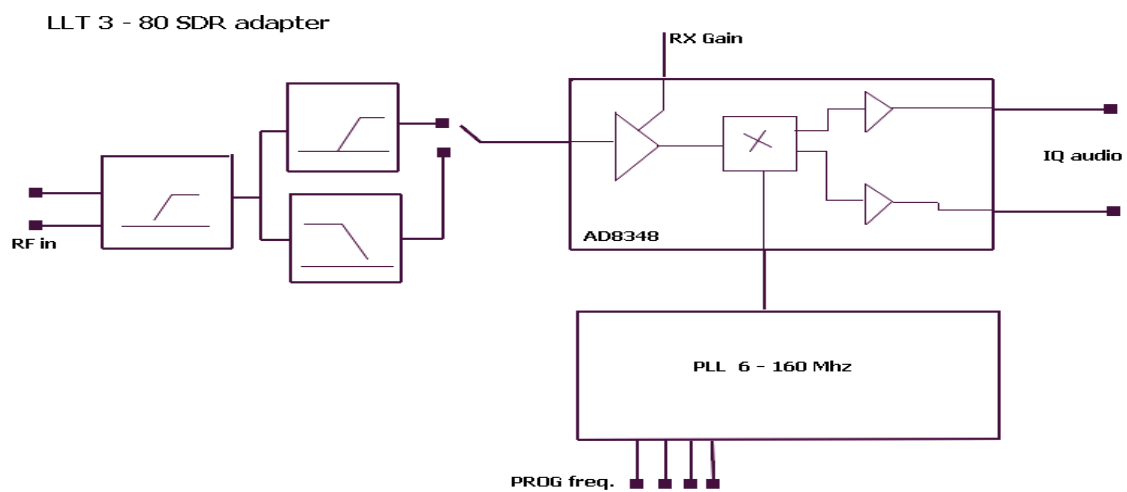 LLT 3 - 80 SDR adapter
RX Gain
IQ audio
RF in
AD8348
PLL 6 - 160 Mhz
PROG freq.